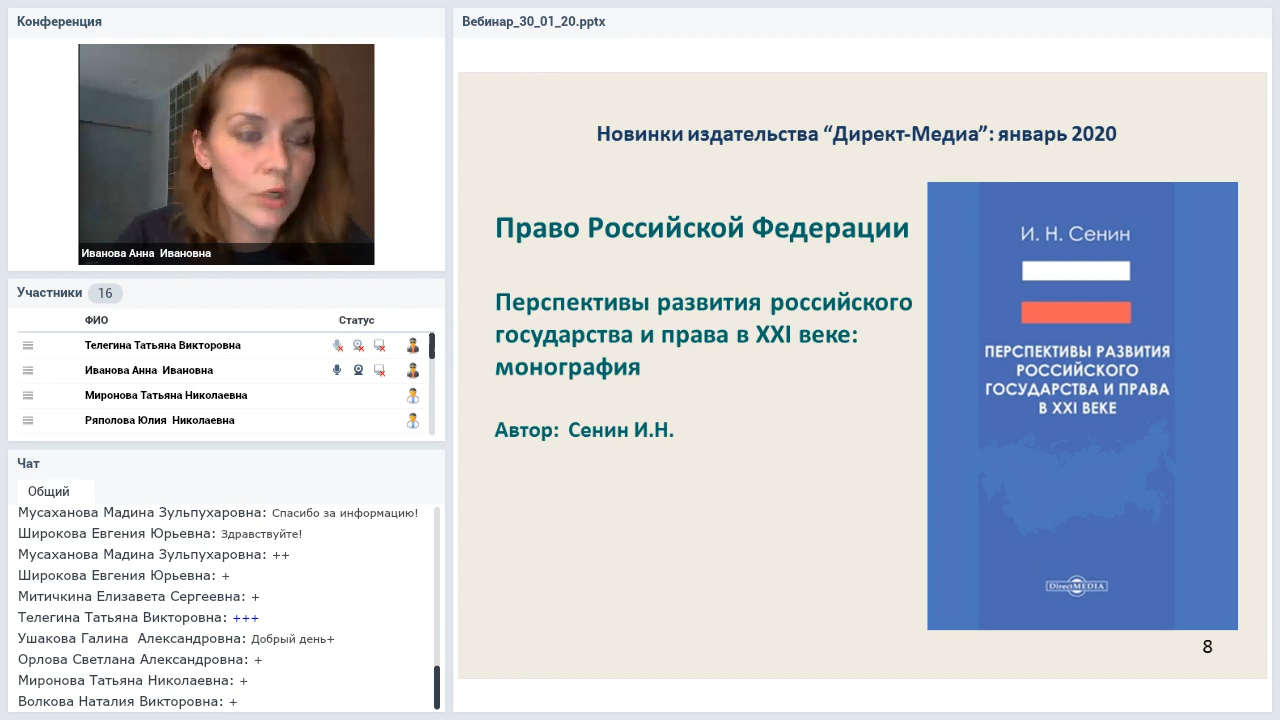 Конференция
Иванова Анна  Ивановна
Участники 16
ФИО Статус
Телегина Татьяна Викторовна
Иванова Анна  Ивановна
Миронова Татьяна Николаевна
Ряполова Юлия  Николаевна
Чат
Общий
Мусаханова Мадина Зульпухаровна: Спасибо за информацию!
Широкова Евгения Юрьевна: Здравствуйте!
Мусаханова Мадина Зульпухаровна: ++
Широкова Евгения Юрьевна: +
Митичкина Елизавета Сергеевна: +
Телегина Татьяна Викторовна: +++
Ушакова Галина  Александровна: Добрый день+
Орлова Светлана Александровна: +
Миронова Татьяна Николаевна: +
Волкова Наталия Викторовна: +
Вебинар_30_01_20.pptx
Новинки издательства “Директ-Медиа”: январь 2020
Право Российской Федерации
Перспективы развития российского
государства и права в XXI веке:
монография
Автор:  Сенин И.Н.
И. Н. Сенин
ПЕРСПЕКТИВЫ РАЗВИТИЯ
РОССИЙСКОГО
ГОСУДАРСТВА И ПРАВА
В XXI ВЕКЕ
DirectMEDIA
8